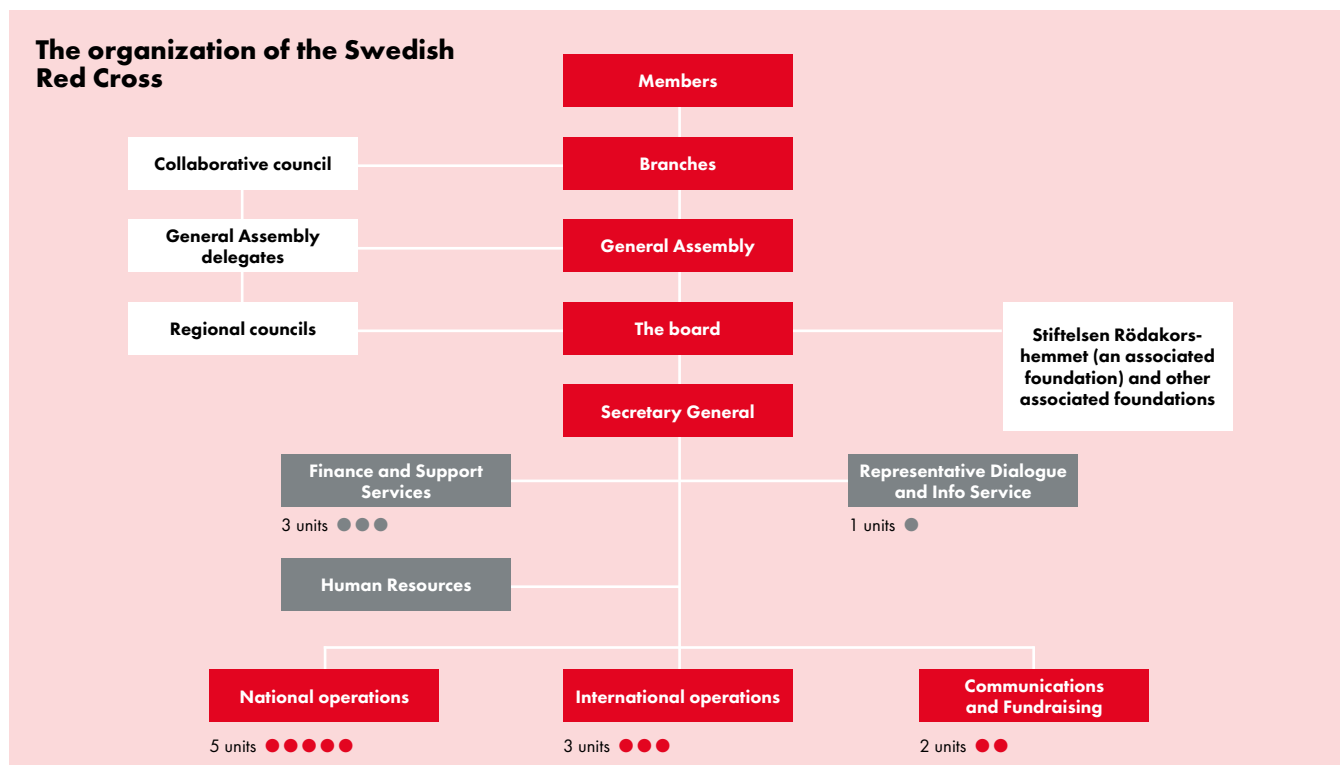 The organization of the Swedish
Red Cross
Members
Collaborative council
Branches
General Assembly
delegates
General Assembly
Regional councils
The board
Stiftelsen Rödakors-
hemmet (an associated
foundation) and other
associated foundations
Secretary General
Finance and Support
Services
3 units
Representative Dialogue
and Info Service
1 units
Human Resources
National operations
5 units
International operations
3 units
Communications
and Fundraising
2 units